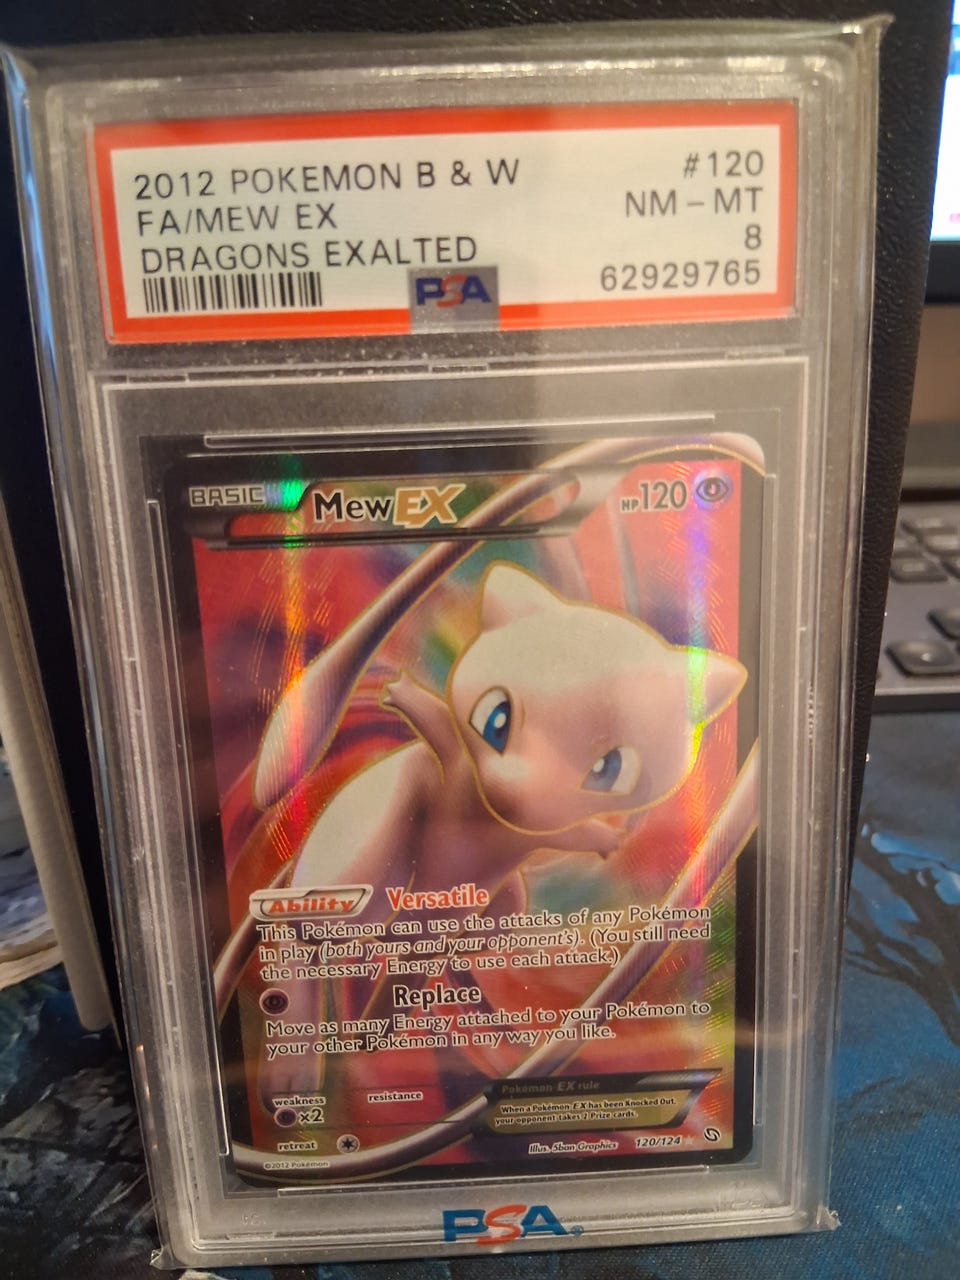 2012 POKEMON B & W #120
FA/MEW EX NM - MT
DRAGONS EXALTED 8
62929765
PSA
BASIC Mew EX HP120
Ability Versatile
This Pokémon can use the attacks of any Pokémon
in play (both yours and your opponent's). (You still need
the necessary Energy to use each attack.)
Replace
Move as many Energy attached to your Pokémon to
your other Pokémon in any way you like.
weakness resistance
×2
retreat
Pokémon-EX rule
When a Pokémon-EX has been Knocked Out,
your opponent takes 2 Prize cards.
Illus. 5ban Graphics 120/124
©2012 Pokémon
PSA